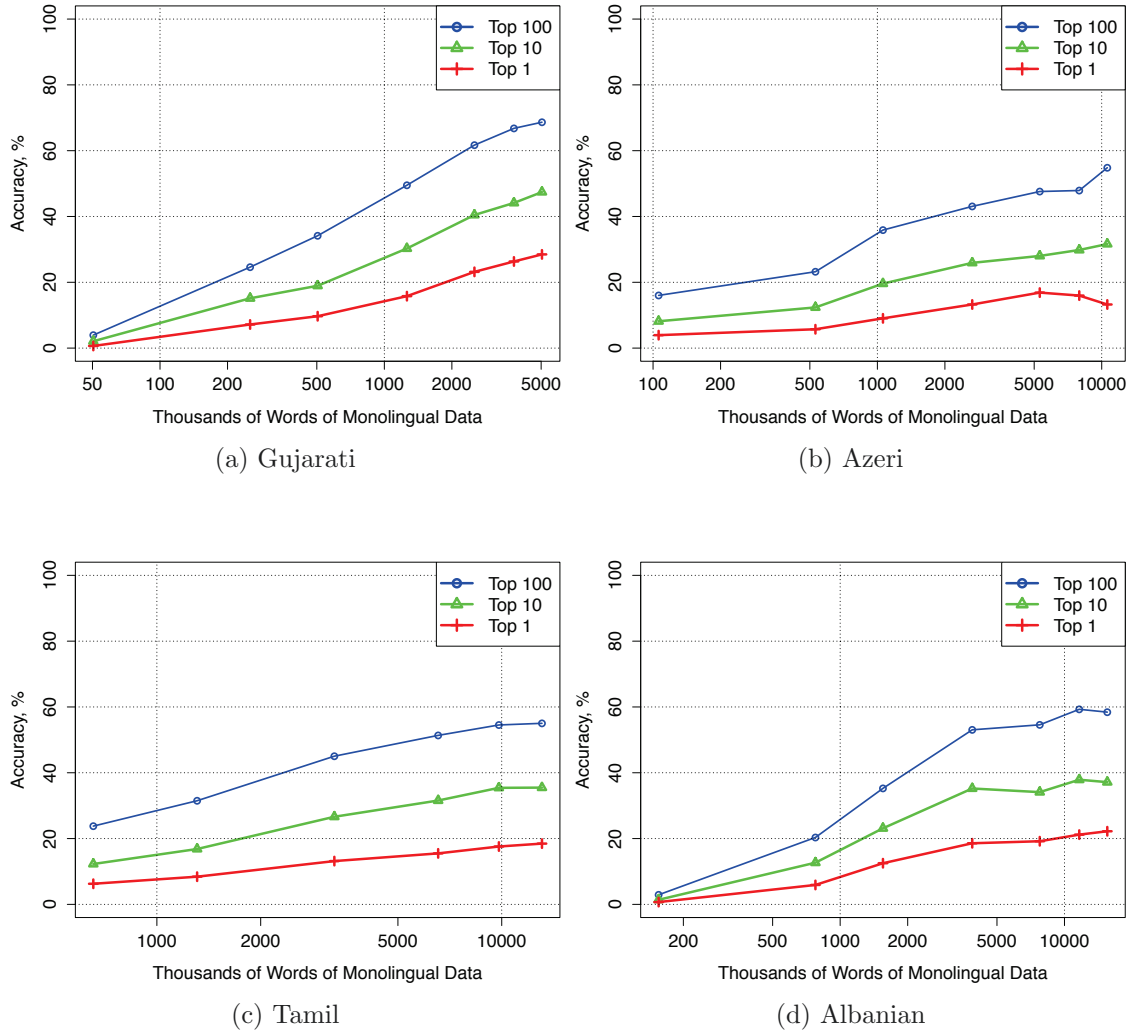 100
80
60
40
20
0
Accuracy, %
Top 100
Top 10
Top 1
50 100 200 500 1000 2000 5000
Thousands of Words of Monolingual Data
(a) Gujarati
100
80
60
40
20
0
Accuracy, %
Top 100
Top 10
Top 1
100 200 500 1000 2000 5000 10000
Thousands of Words of Monolingual Data
(b) Azeri
100
80
60
40
20
0
Accuracy, %
Top 100
Top 10
Top 1
1000 2000 5000 10000
Thousands of Words of Monolingual Data
(c) Tamil
100
80
60
40
20
0
Accuracy, %
Top 100
Top 10
Top 1
200 500 1000 2000 5000 10000
Thousands of Words of Monolingual Data
(d) Albanian